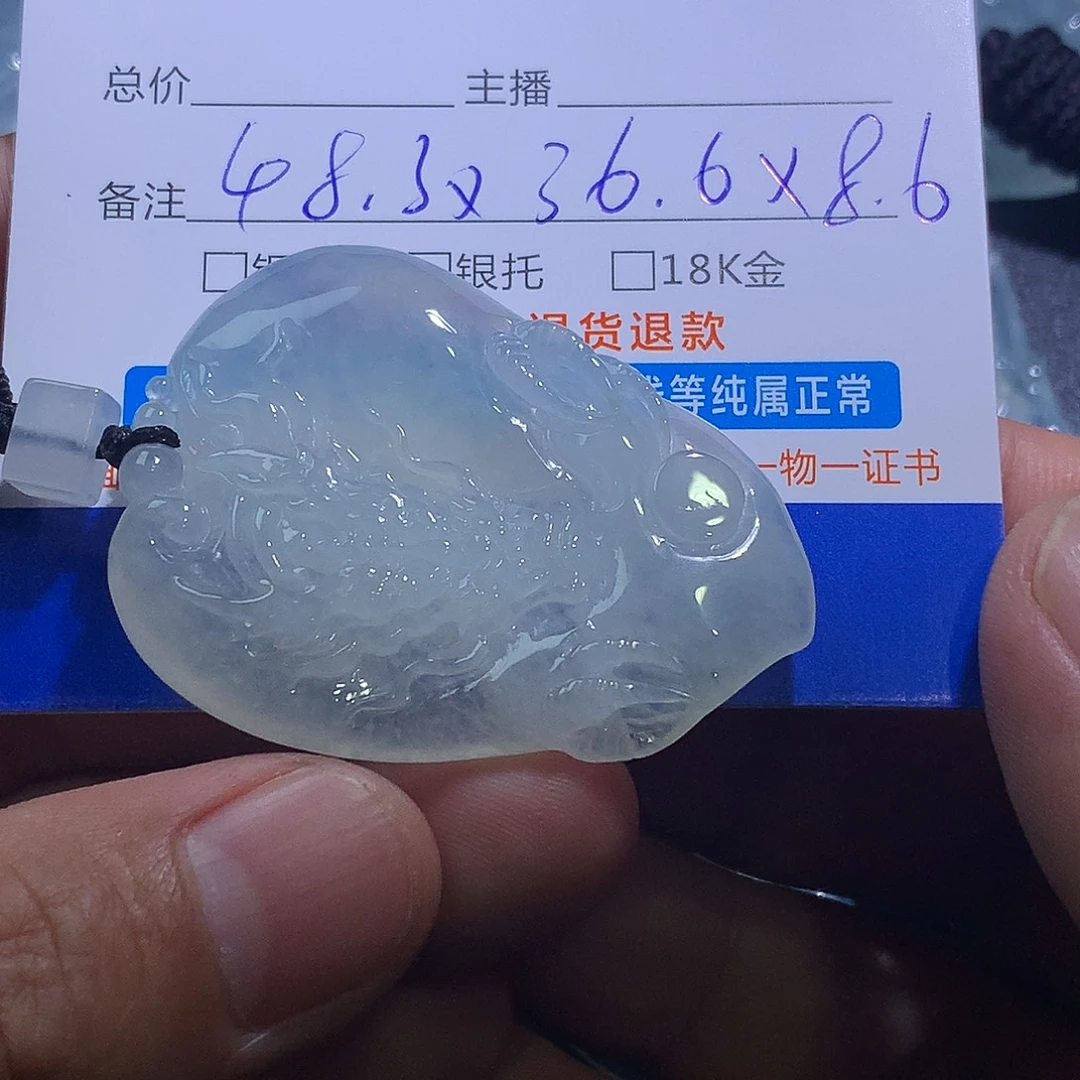 总价 主播
备注 48.3x36.6x8.6
银托 18K金
退货退款
等纯属正常
一物一证书